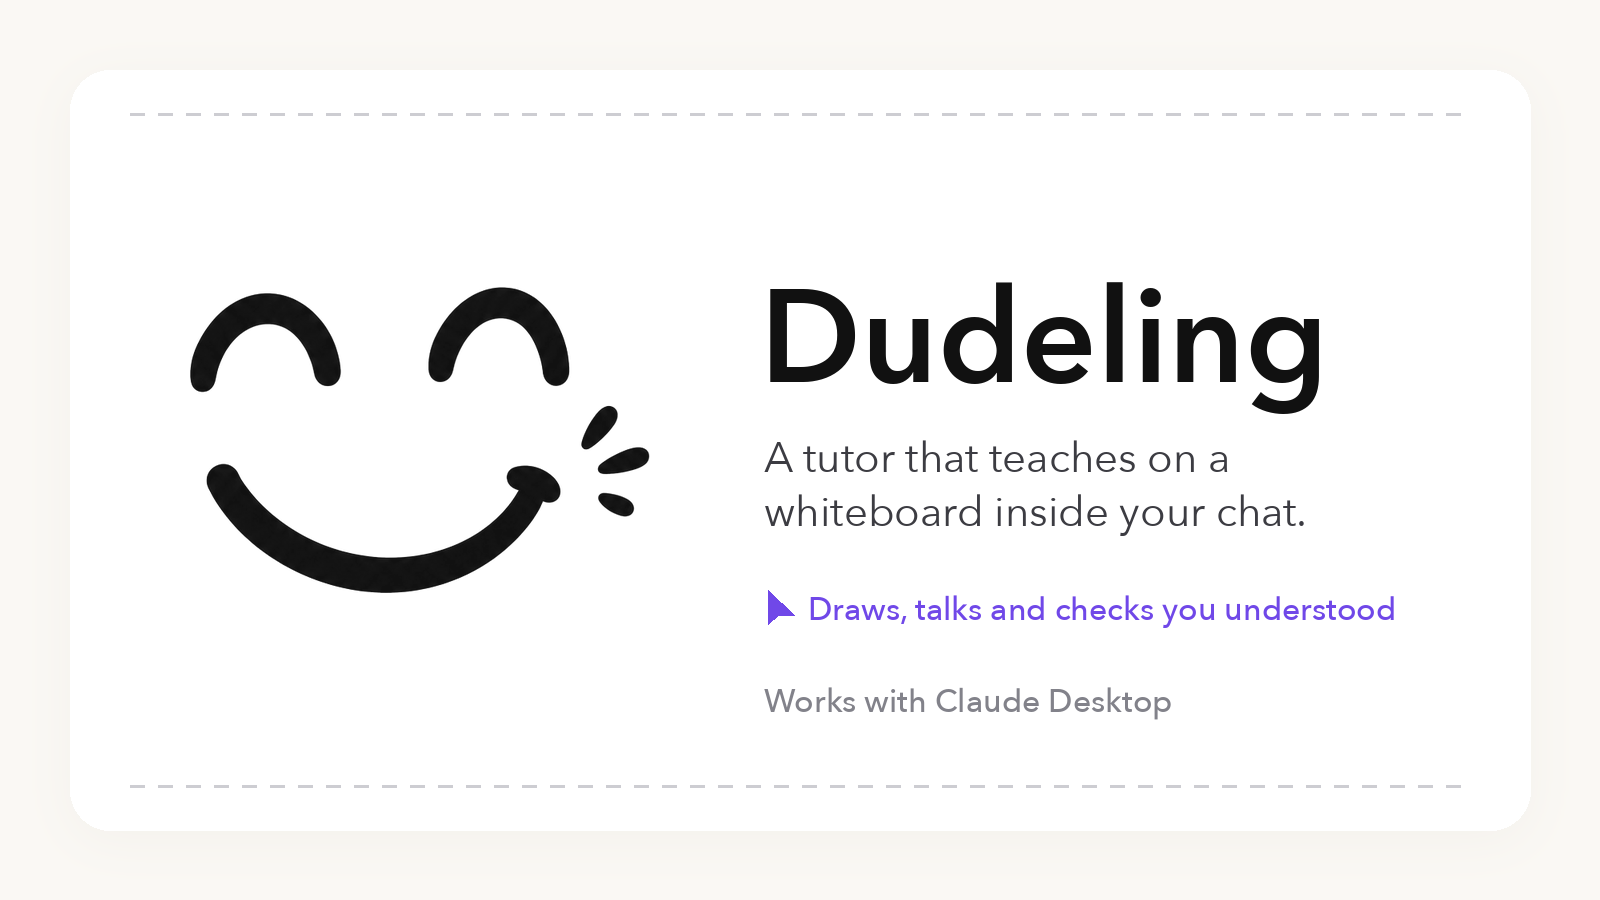 Dudeling
A tutor that teaches on a
whiteboard inside your chat.
Draws, talks and checks you understood
Works with Claude Desktop